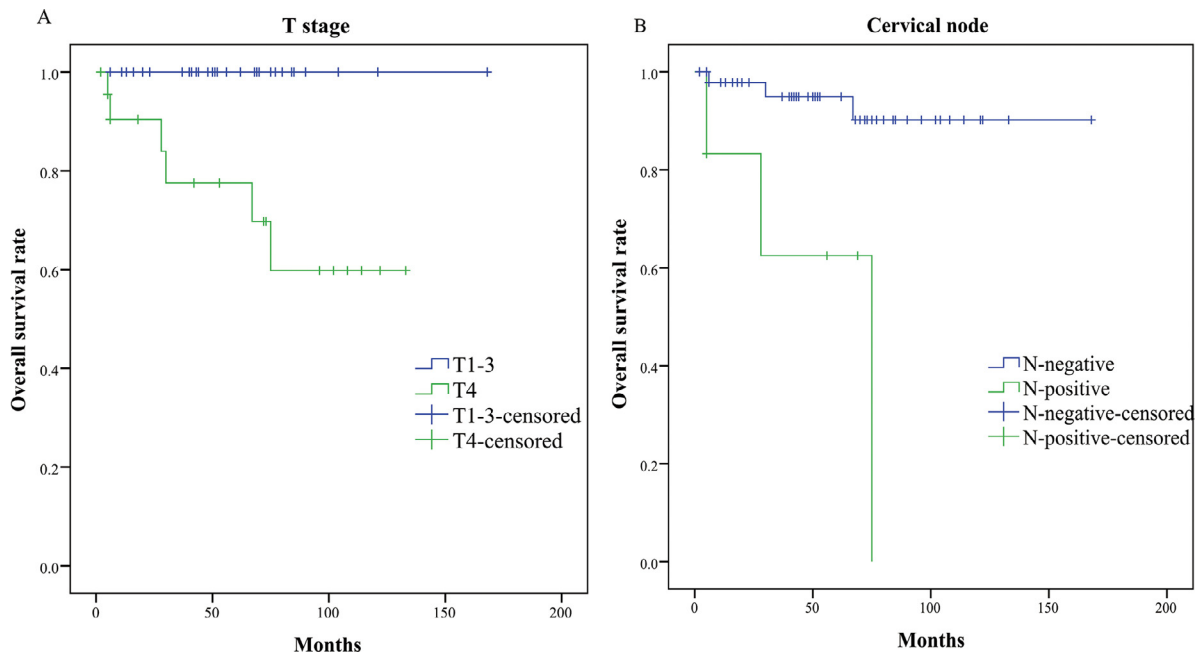 A
T stage
Overall survival rate
1.0
0.8
0.6
0.4
0.2
0.0
0
50
100
150
200
Months
T1-3
T4
T1-3-censored
T4-censored
B
Cervical node
Overall survival rate
1.0
0.8
0.6
0.4
0.2
0.0
0
50
100
150
200
Months
N-negative
N-positive
N-negative-censored
N-positive-censored